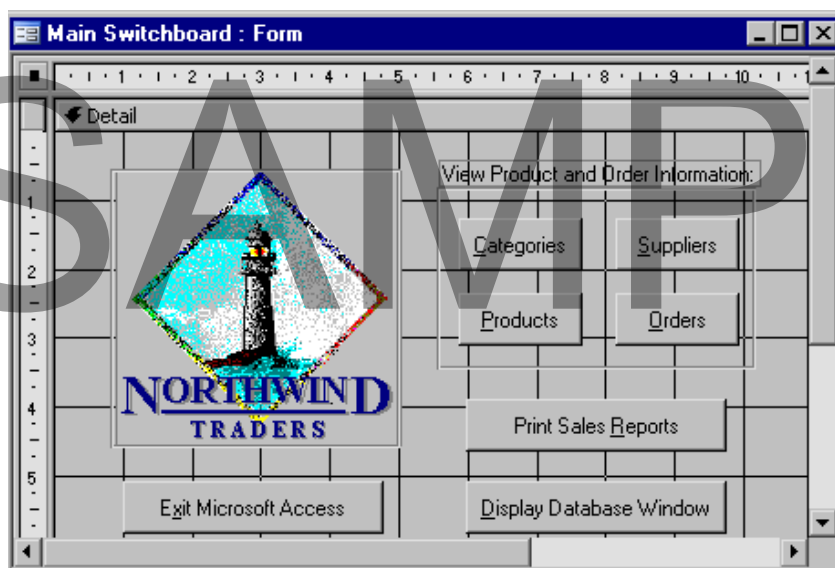 Main Switchboard : Form
1 2 3 4 5 6 7 8 9 10
Detail
View Product and Order Information:
1
Categories Suppliers
2
Products Orders
3
NORTHWIND
TRADERS
4
Print Sales Reports
5
Exit Microsoft Access Display Database Window
SAMP